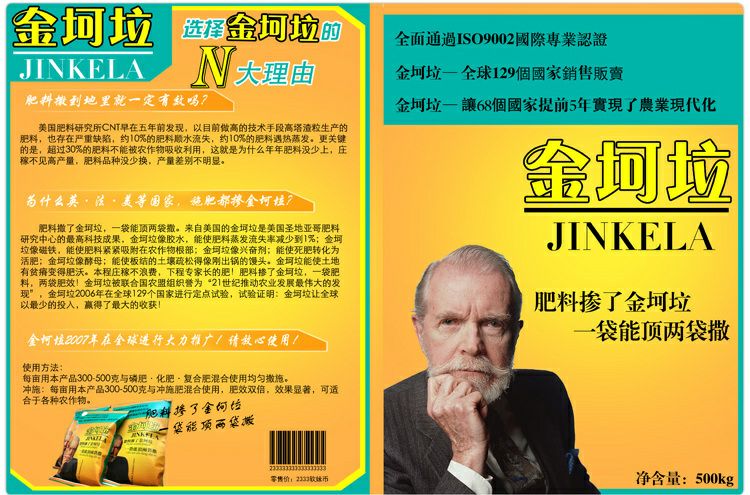 金坷垃
JINKELA
选择金坷垃的
N大理由
肥料撒到地里就一定有效吗？
美国肥料研究所CNT早在五年前发现，以目前做高的技术手段高塔渣粒生产的
肥料，也存在严重缺陷，约10%的肥料顺水流失，约10%的肥料遇热蒸发。更关键
的是，超过30%的肥料不能被农作物吸收利用，这就是为什么年年肥料没少上，庄
稼不见高产量，肥料品种没少换，产量差别不明显。
为什么英·法·美等国家，施肥都掺金坷垃？
肥料撒了金坷垃，一袋能顶两袋撒。来自美国的金坷垃是美国圣地亚哥肥料
研究中心的最高科技成果，金坷垃像胶水，能使肥料蒸发流失率减少到1%；金坷
垃像磁铁，能使肥料紧紧吸附在农作物根部；金坷垃像兴奋剂；能使死肥转化为
活肥；金坷垃像酵母；能使板结的土壤疏松得像刚出锅的馒头。金坷垃能使土地
有贫瘠变得肥沃。本程庄稼不浪费，下程专家长的肥！肥料掺了金坷垃，一袋肥
料，两袋肥效！金坷垃被联合国农盟组织誉为“21世纪推动农业发展最伟大的发
现”，金坷垃2006年在全球129个国家进行定点试验，试验证明：金坷垃让全球
以最少的投入，赢得了最大的收获！
金坷垃2007年在全球进行大力推广！请放心使用！
使用方法：
每亩用本产品300-500克与磷肥·化肥·复合肥混合使用均匀撒施。
冲施：每亩用本产品300-500克与冲施肥混合使用，肥效双倍，效果显著，可适
合于各种农作物。
肥料掺了金坷垃
一袋能顶两袋撒
金坷垃
JINKELA
零售价：2333软妹币
全面通過ISO9002國際專業認證
金坷垃— 全球129個國家銷售販賣
金坷垃— 讓68個國家提前5年實現了農業現代化
金坷垃
JINKELA
肥料掺了金坷垃
一袋能顶两袋撒
净含量：500kg